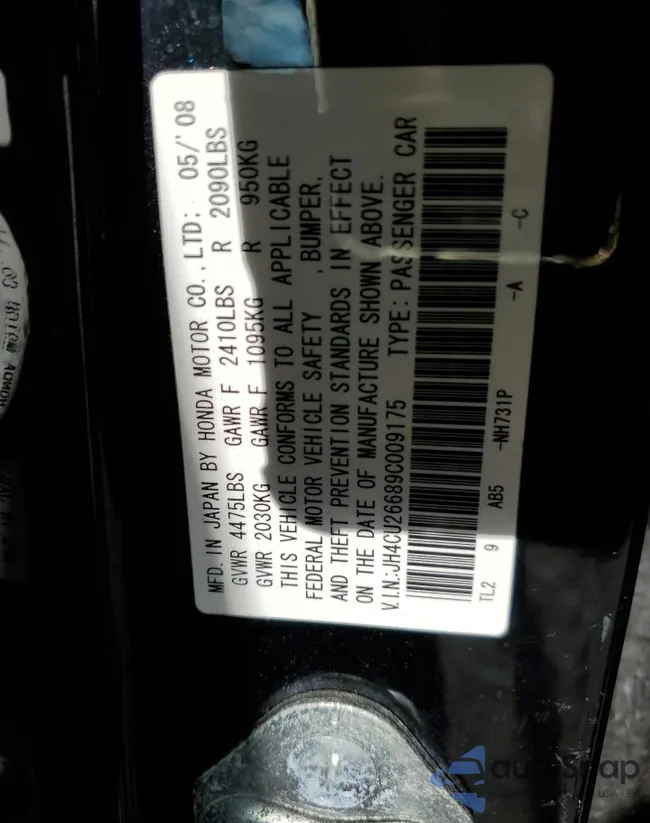 MFD. IN JAPAN BY HONDA MOTOR CO., LTD: 05/'08
GVWR 4475LBS GAWR F 2410LBS R 2090LBS
GVWR 2030KG GAWR F 1095KG R 950KG
THIS VEHICLE CONFORMS TO ALL APPLICABLE
FEDERAL MOTOR VEHICLE SAFETY , BUMPER,
AND THEFT PREVENTION STANDARDS IN EFFECT
ON THE DATE OF MANUFACTURE SHOWN ABOVE.
V.I.N.:JH4CU26689C009175 TYPE: PASSENGER CAR
TL2 9 AB5 -NH731P -A -C
autoSnap